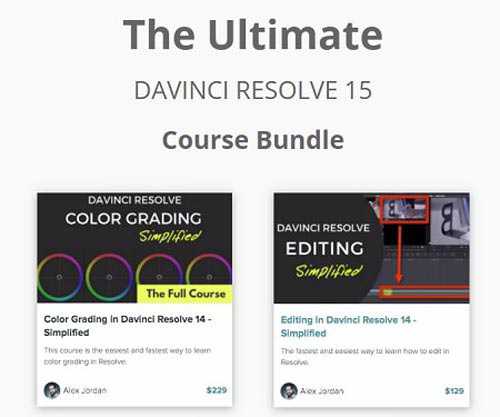 The Ultimate
DAVINCI RESOLVE 15
Course Bundle
DAVINCI RESOLVE
COLOR GRADING
Simplified
The Full Course
Color Grading in Davinci Resolve 14 -
Simplified
This course is the easiest and fastest way to learn
color grading in Resolve.
Alex Jordan
$229
DAVINCI RESOLVE
EDITING
Simplified
Editing in Davinci Resolve 14 -
Simplified
The fastest and easiest way to learn how to edit in
Resolve.
Alex Jordan
$129